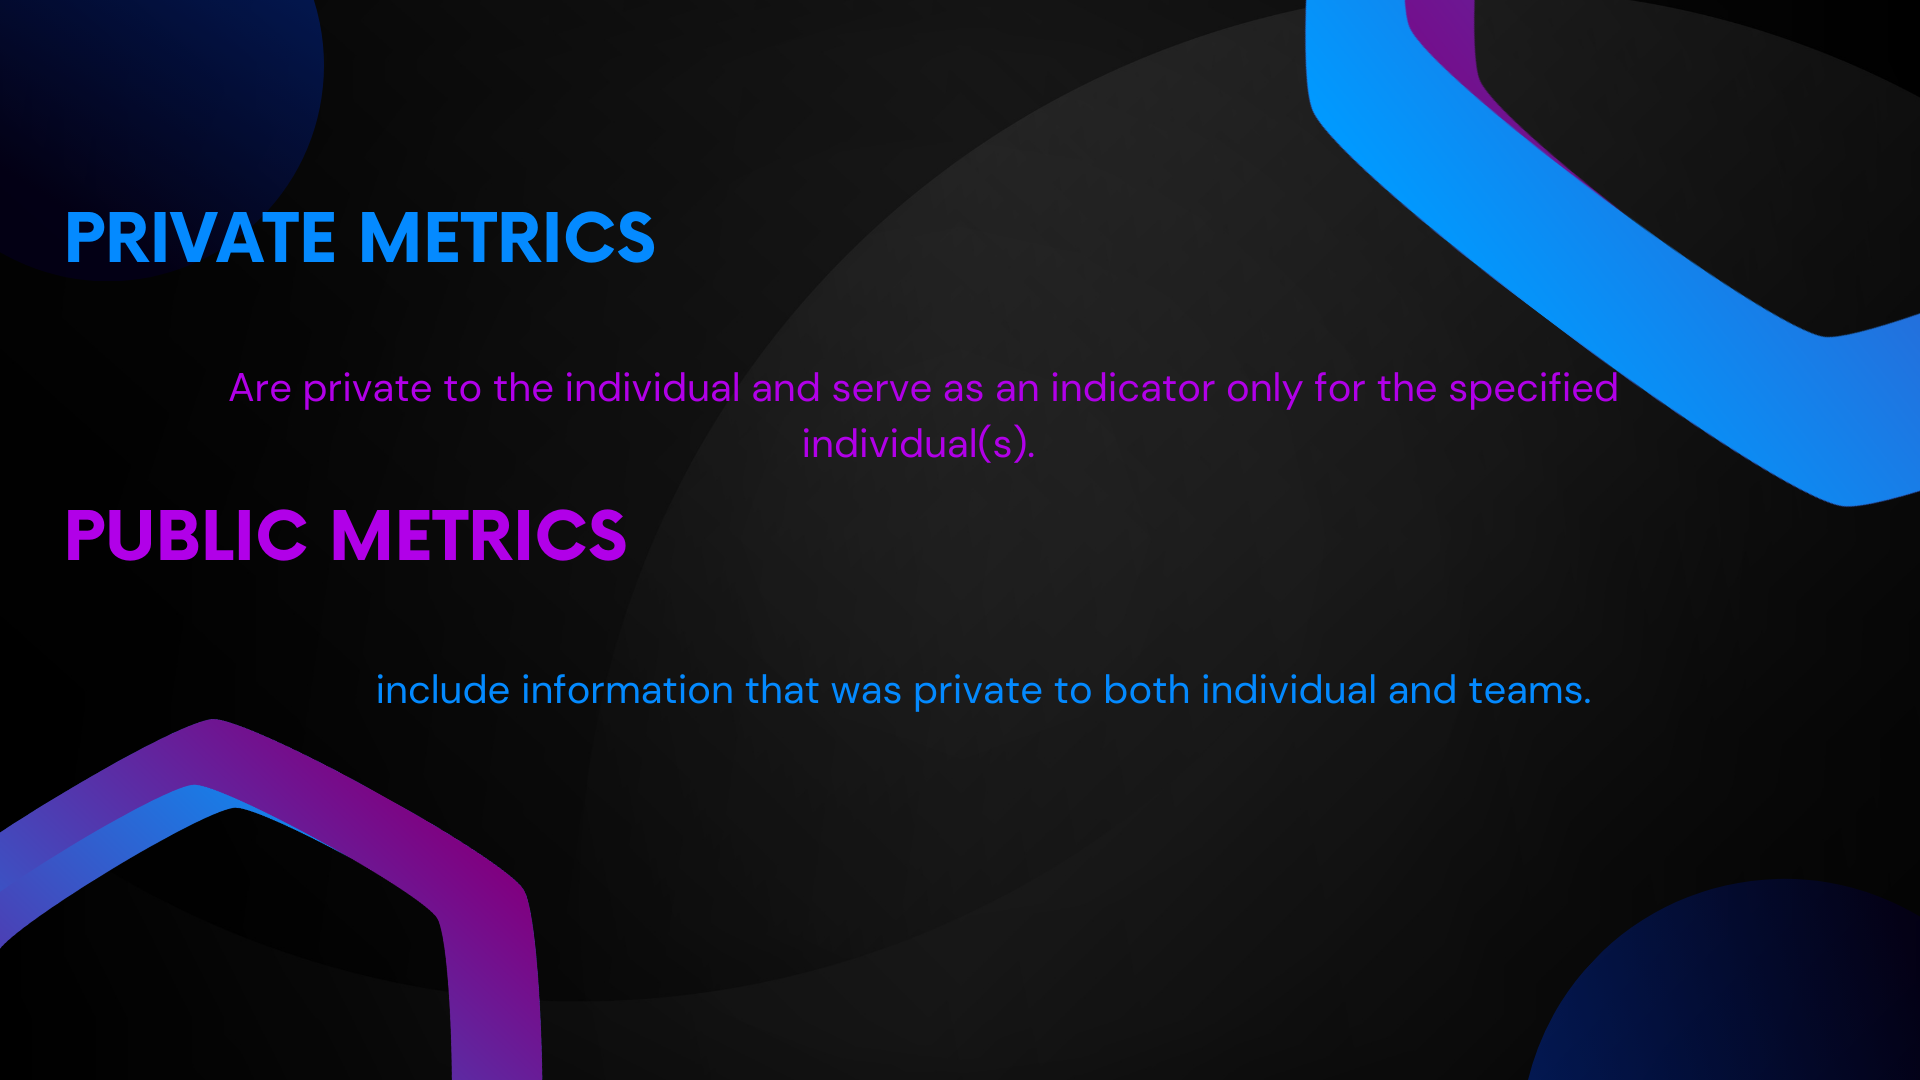 PRIVATE METRICS
Are private to the individual and serve as an indicator only for the specified
individual(s).
PUBLIC METRICS
include information that was private to both individual and teams.